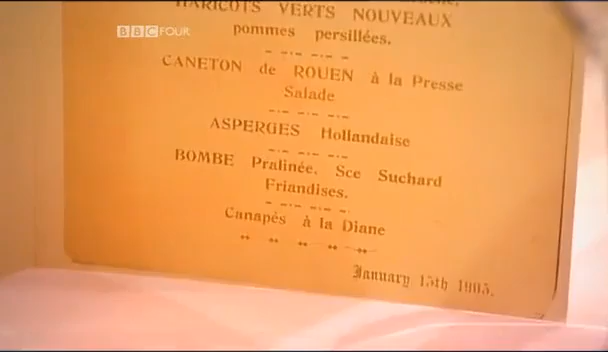 BBC FOUR
HARICOTS VERTS NOUVEAUX
pommes persillées.
CANETON de ROUEN à la Presse
Salade
ASPERGES Hollandaise
BOMBE Pralinée. Sce Suchard
Friandises.
Canapés à la Diane
January 15th 1905.